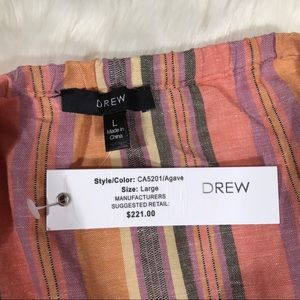 DREW
L
Made in
China
Style/Color: CA5201/Agave
Size: Large
MANUFACTURERS
SUGGESTED RETAIL:
$221.00
DREW